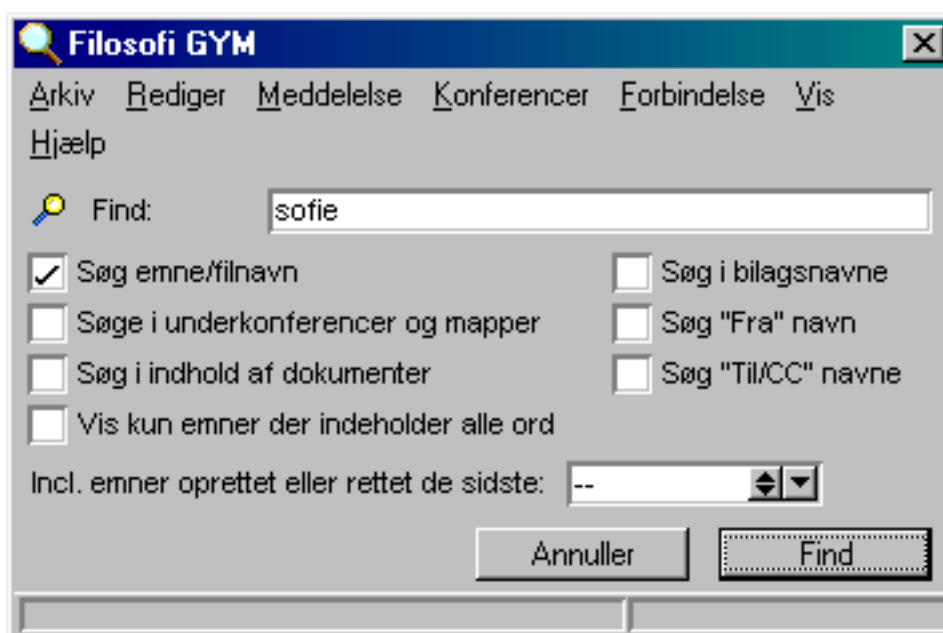 Filosofi GYM
Arkiv Rediger Meddelelse Konferencer Forbindelse Vis
Hjælp
Find: sofie
Søg emne/filnavn Søg i bilagsnavne
Søge i underkonferencer og mapper Søg "Fra" navn
Søg i indhold af dokumenter Søg "Til/CC" navne
Vis kun emner der indeholder alle ord
Incl. emner oprettet eller rettet de sidste: --
Annuller Find